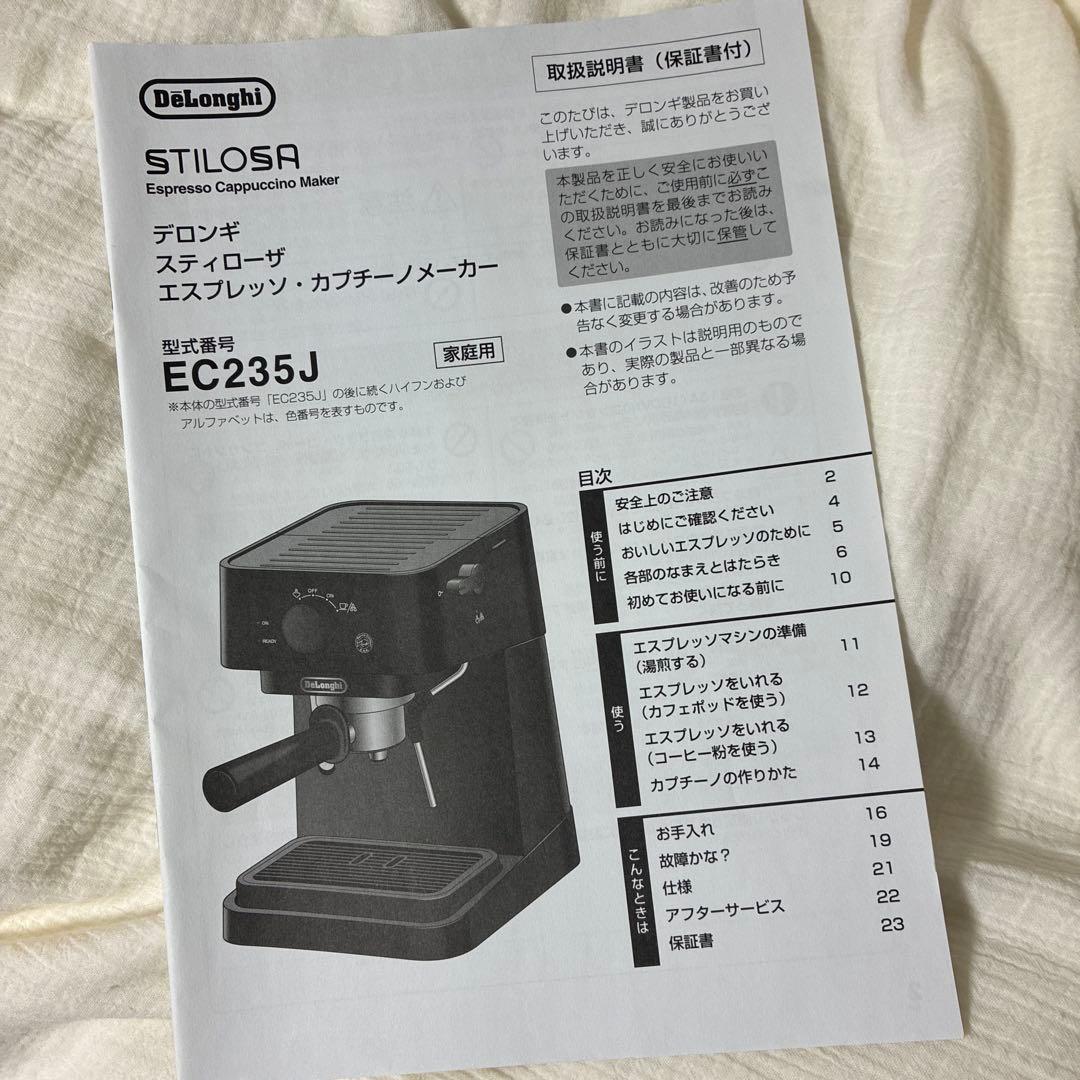 DēLonghi
STILOSA
Espresso Cappuccino Maker
デロンギ
スティローザ
エスプレッソ・カプチーノメーカー
型式番号
EC235J
家庭用
※本体の型式番号「EC235J」の後に続くハイフンおよび
アルファベットは、色番号を表すものです。
取扱説明書（保証書付）
このたびは、デロンギ製品をお買い
上げいただき、誠にありがとうござ
います。
本製品を正しく安全にお使いい
ただくために、ご使用前に必ずこ
の取扱説明書を最後までお読み
ください。お読みになった後は、
保証書とともに大切に保管して
ください。
●本書に記載の内容は、改善のため予
告なく変更する場合があります。
●本書のイラストは説明用のもので
あり、実際の製品と一部異なる場
合があります。
目次
使う前に
安全上のご注意 2
はじめにご確認ください 4
おいしいエスプレッソのために 5
各部のなまえとはたらき 6
初めてお使いになる前に 10
使う
エスプレッソマシンの準備
（湯煎する） 11
エスプレッソをいれる
（カフェポッドを使う） 12
エスプレッソをいれる
（コーヒー粉を使う） 13
カプチーノの作りかた 14
こんなときは
お手入れ 16
故障かな？ 19
仕様 21
アフターサービス 22
保証書 23
OFF
ON
ON
READY
DeLonghi